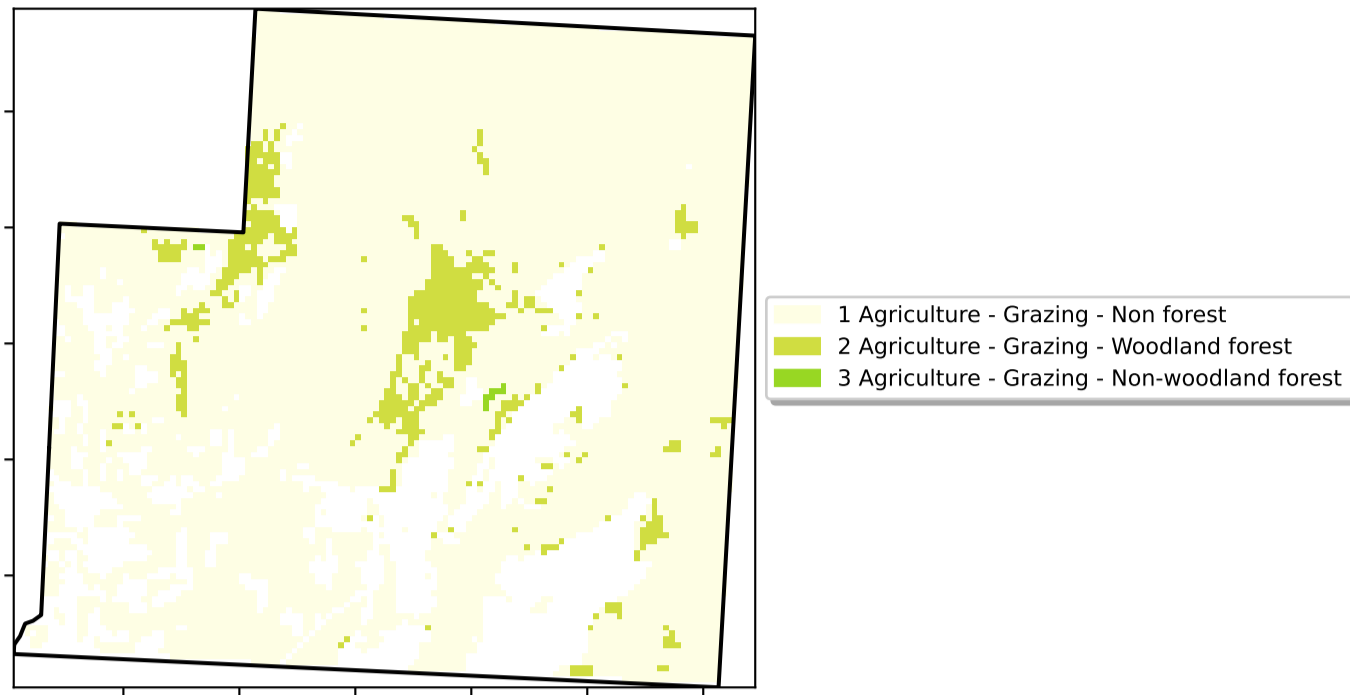 1 Agriculture - Grazing - Non forest
2 Agriculture - Grazing - Woodland forest
3 Agriculture - Grazing - Non-woodland forest